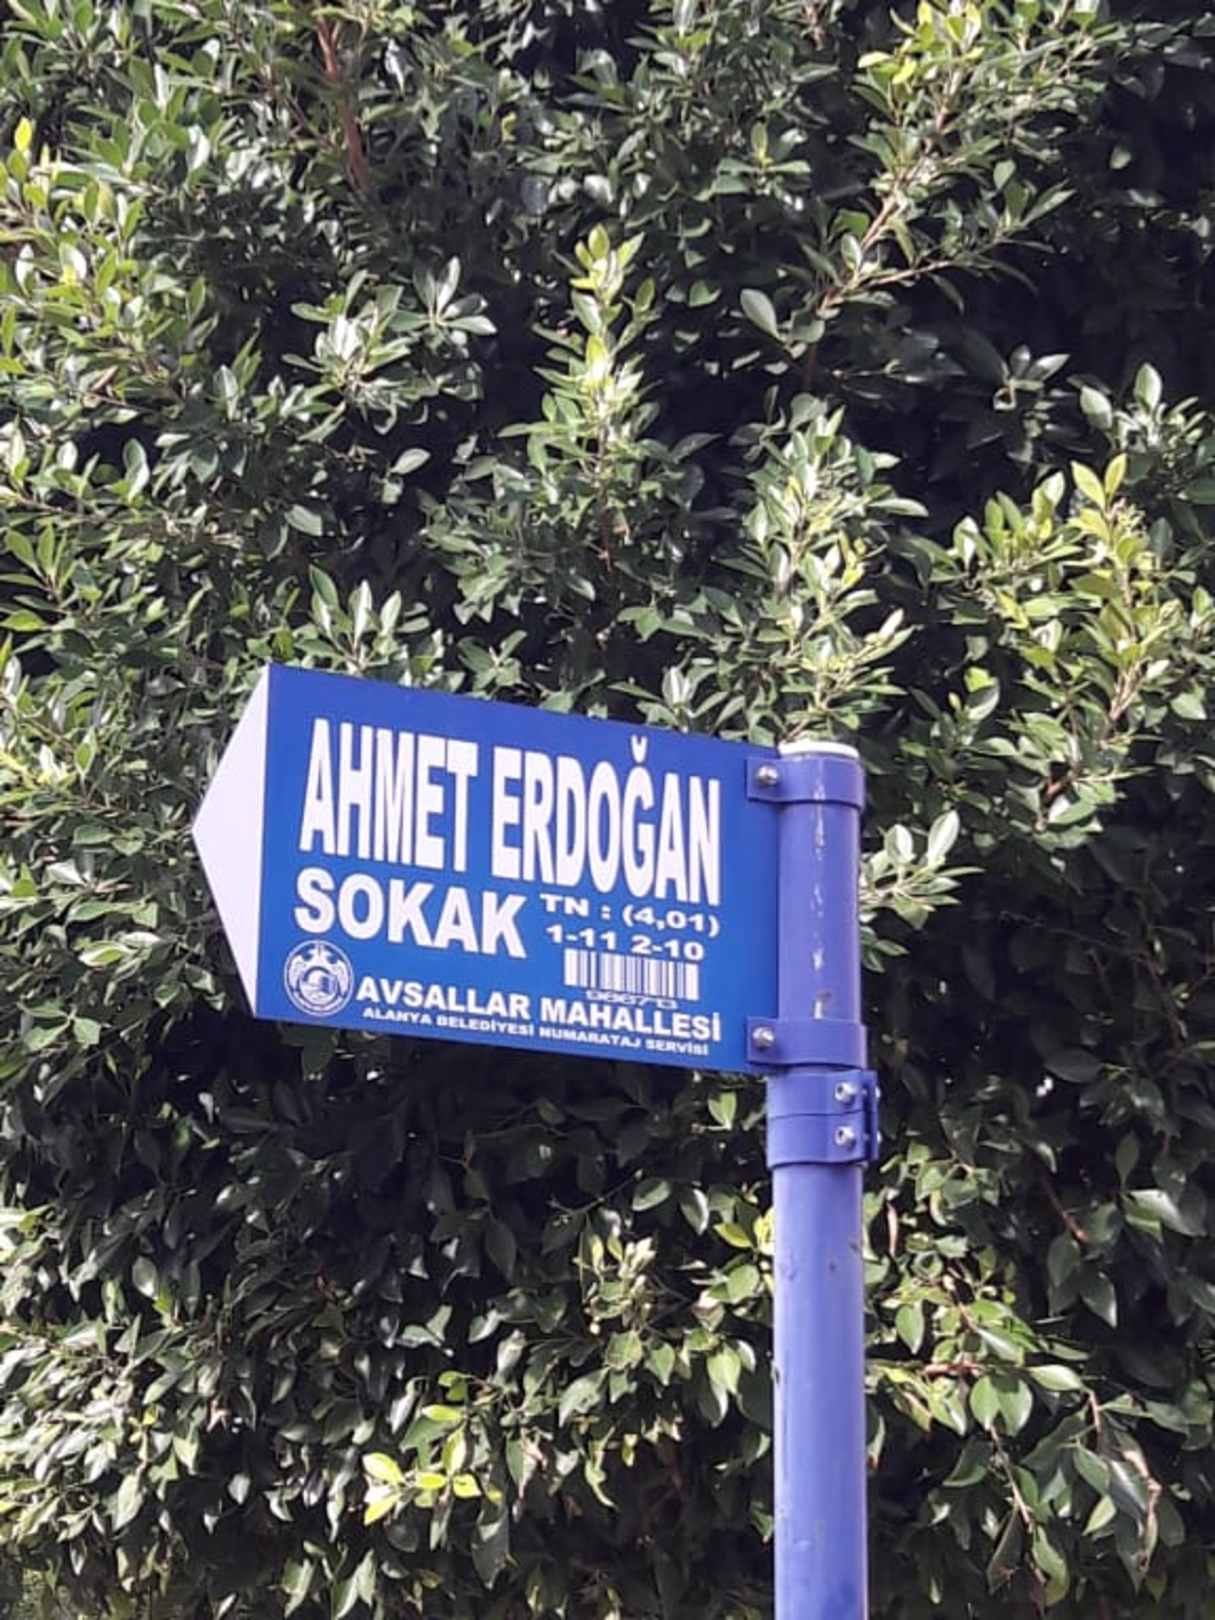 AHMET ERDOĞAN
SOKAK
TN : (4,01)
1-11 2-10
AVSALLAR MAHALLESİ
ALANYA BELEDİYESİ NUMARATAJ SERVİSİ